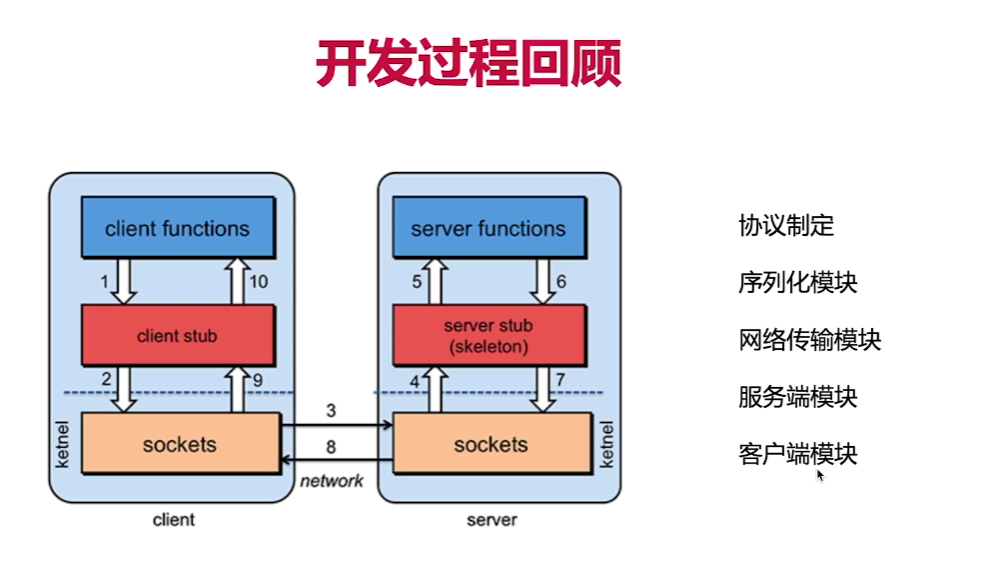 开发过程回顾
client functions
server functions
1
10
5
6
client stub
server stub
(skeleton)
2
9
4
7
3
8
ketnel
sockets
network
sockets
ketnel
client
server
协议制定
序列化模块
网络传输模块
服务端模块
客户端模块